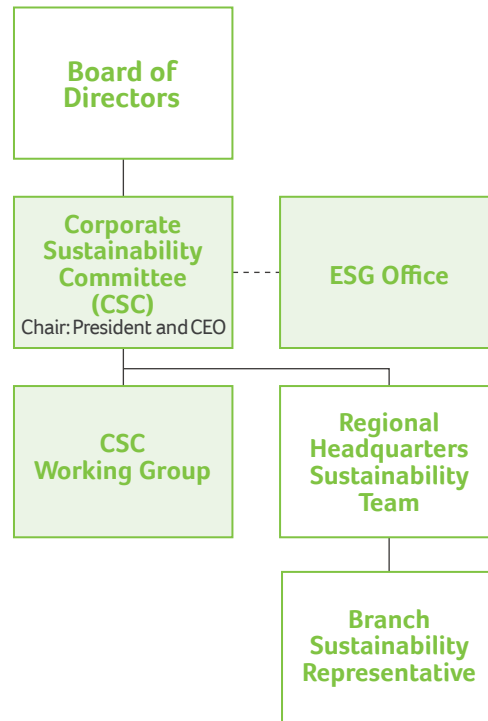 Board of
Directors
Corporate
Sustainability
Committee
(CSC)
Chair: President and CEO
ESG Office
CSC
Working Group
Regional
Headquarters
Sustainability
Team
Branch
Sustainability
Representative